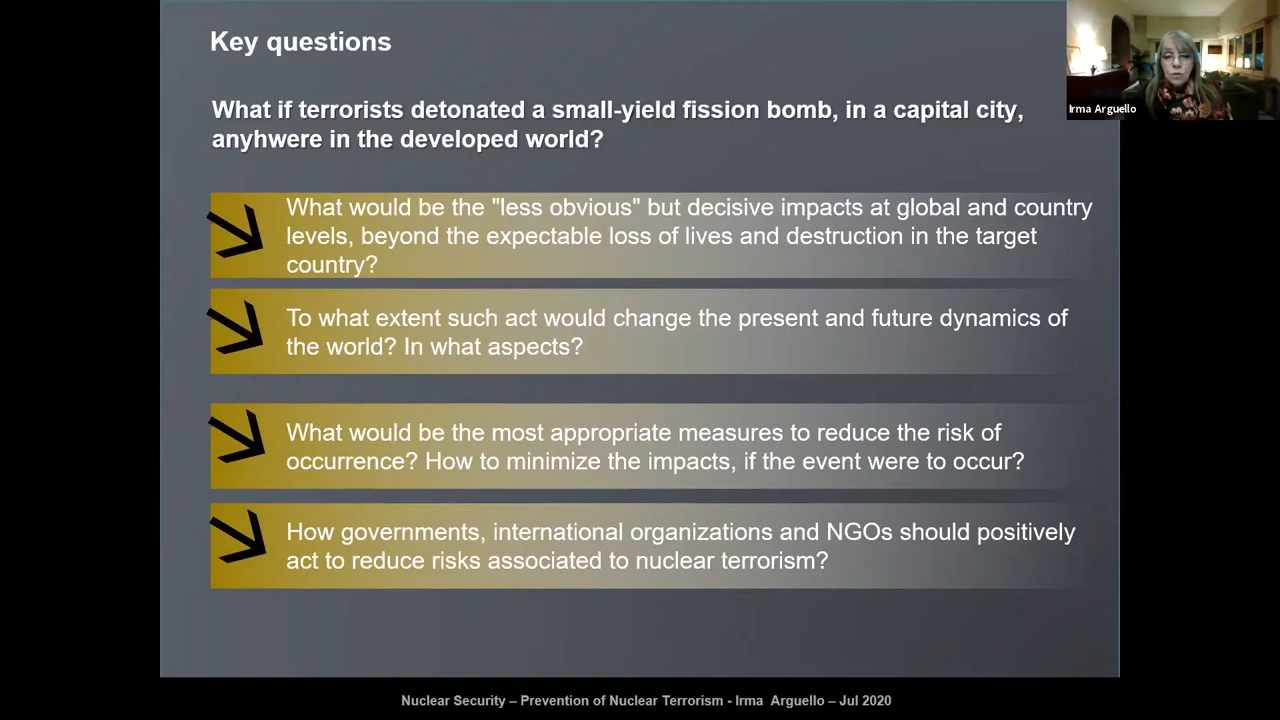 Key questions
Irma Arguello
What if terrorists detonated a small-yield fission bomb, in a capital city,
anyhwere in the developed world?
What would be the "less obvious" but decisive impacts at global and country
levels, beyond the expectable loss of lives and destruction in the target
country?
To what extent such act would change the present and future dynamics of
the world? In what aspects?
What would be the most appropriate measures to reduce the risk of
occurrence? How to minimize the impacts, if the event were to occur?
How governments, international organizations and NGOs should positively
act to reduce risks associated to nuclear terrorism?
Nuclear Security – Prevention of Nuclear Terrorism - Irma  Arguello – Jul 2020